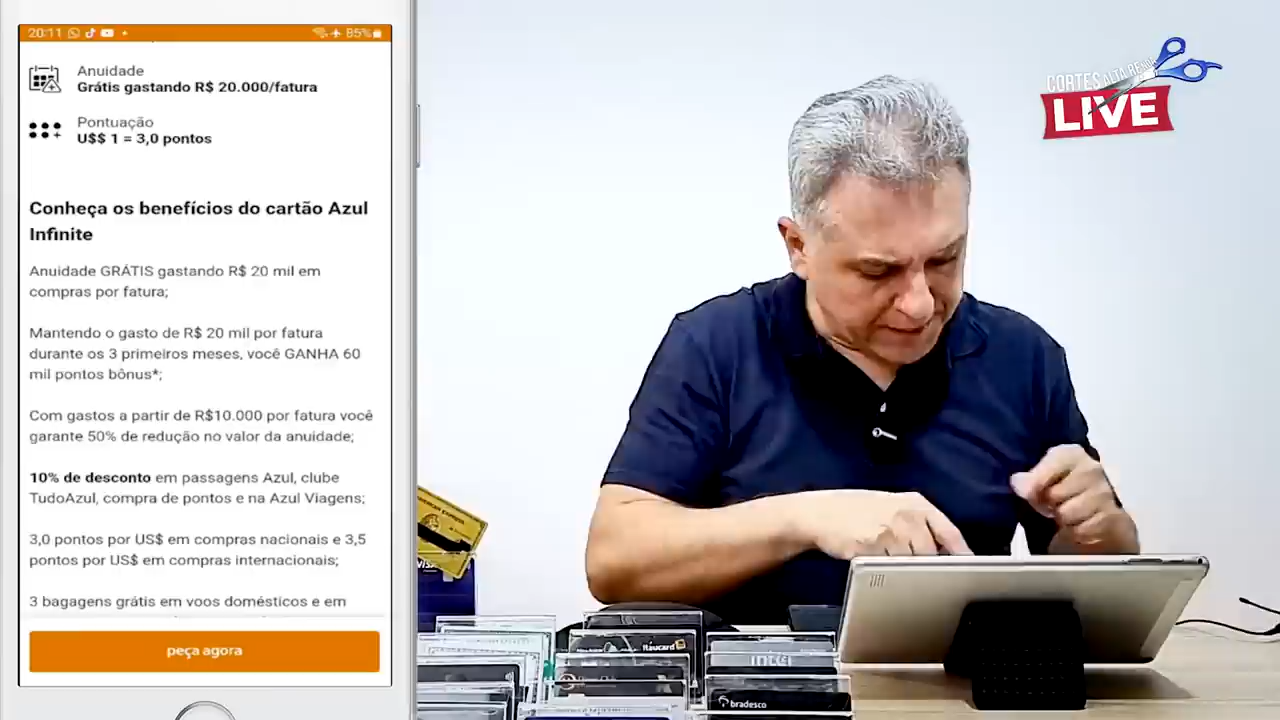 20:11
85%
Anuidade
Grátis gastando R$ 20.000/fatura
Pontuação
U$$ 1 = 3,0 pontos
Conheça os benefícios do cartão Azul
Infinite
Anuidade GRÁTIS gastando R$ 20 mil em
compras por fatura;
Mantendo o gasto de R$ 20 mil por fatura
durante os 3 primeiros meses, você GANHA 60
mil pontos bônus*;
Com gastos a partir de R$10.000 por fatura você
garante 50% de redução no valor da anuidade;
10% de desconto em passagens Azul, clube
TudoAzul, compra de pontos e na Azul Viagens;
3,0 pontos por US$ em compras nacionais e 3,5
pontos por US$ em compras internacionais;
3 bagagens grátis em voos domésticos e em
peça agora
CORTES ALTA
LIVE
VISA
Itaucard
inter
bradesco